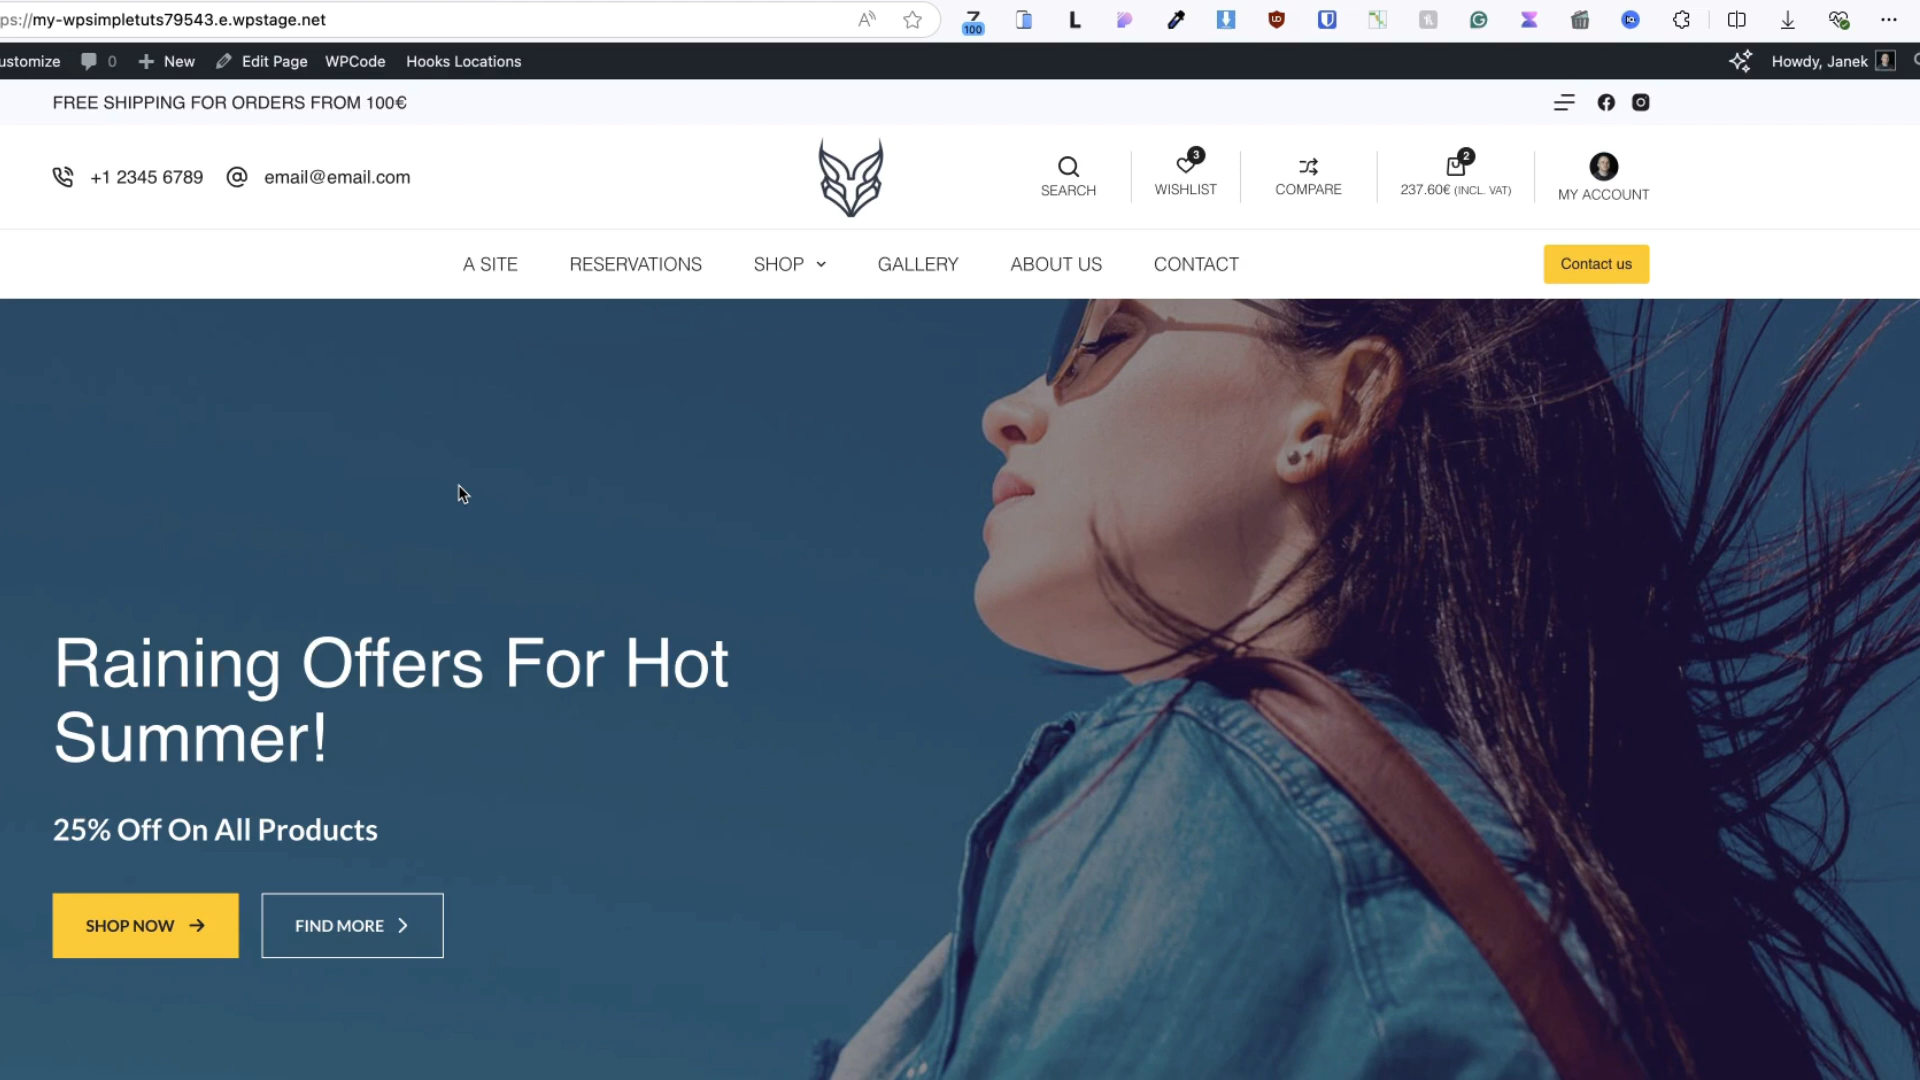 ps://my-wpsimpletuts79543.e.wpstage.net
100
ustomize 0 New Edit Page WPCode Hooks Locations Howdy, Janek
FREE SHIPPING FOR ORDERS FROM 100€
+1 2345 6789 email@email.com
SEARCH
3
WISHLIST
COMPARE
2
237.60€ (INCL. VAT)
MY ACCOUNT
A SITE RESERVATIONS SHOP GALLERY ABOUT US CONTACT Contact us
Raining Offers For Hot
Summer!
25% Off On All Products
SHOP NOW FIND MORE